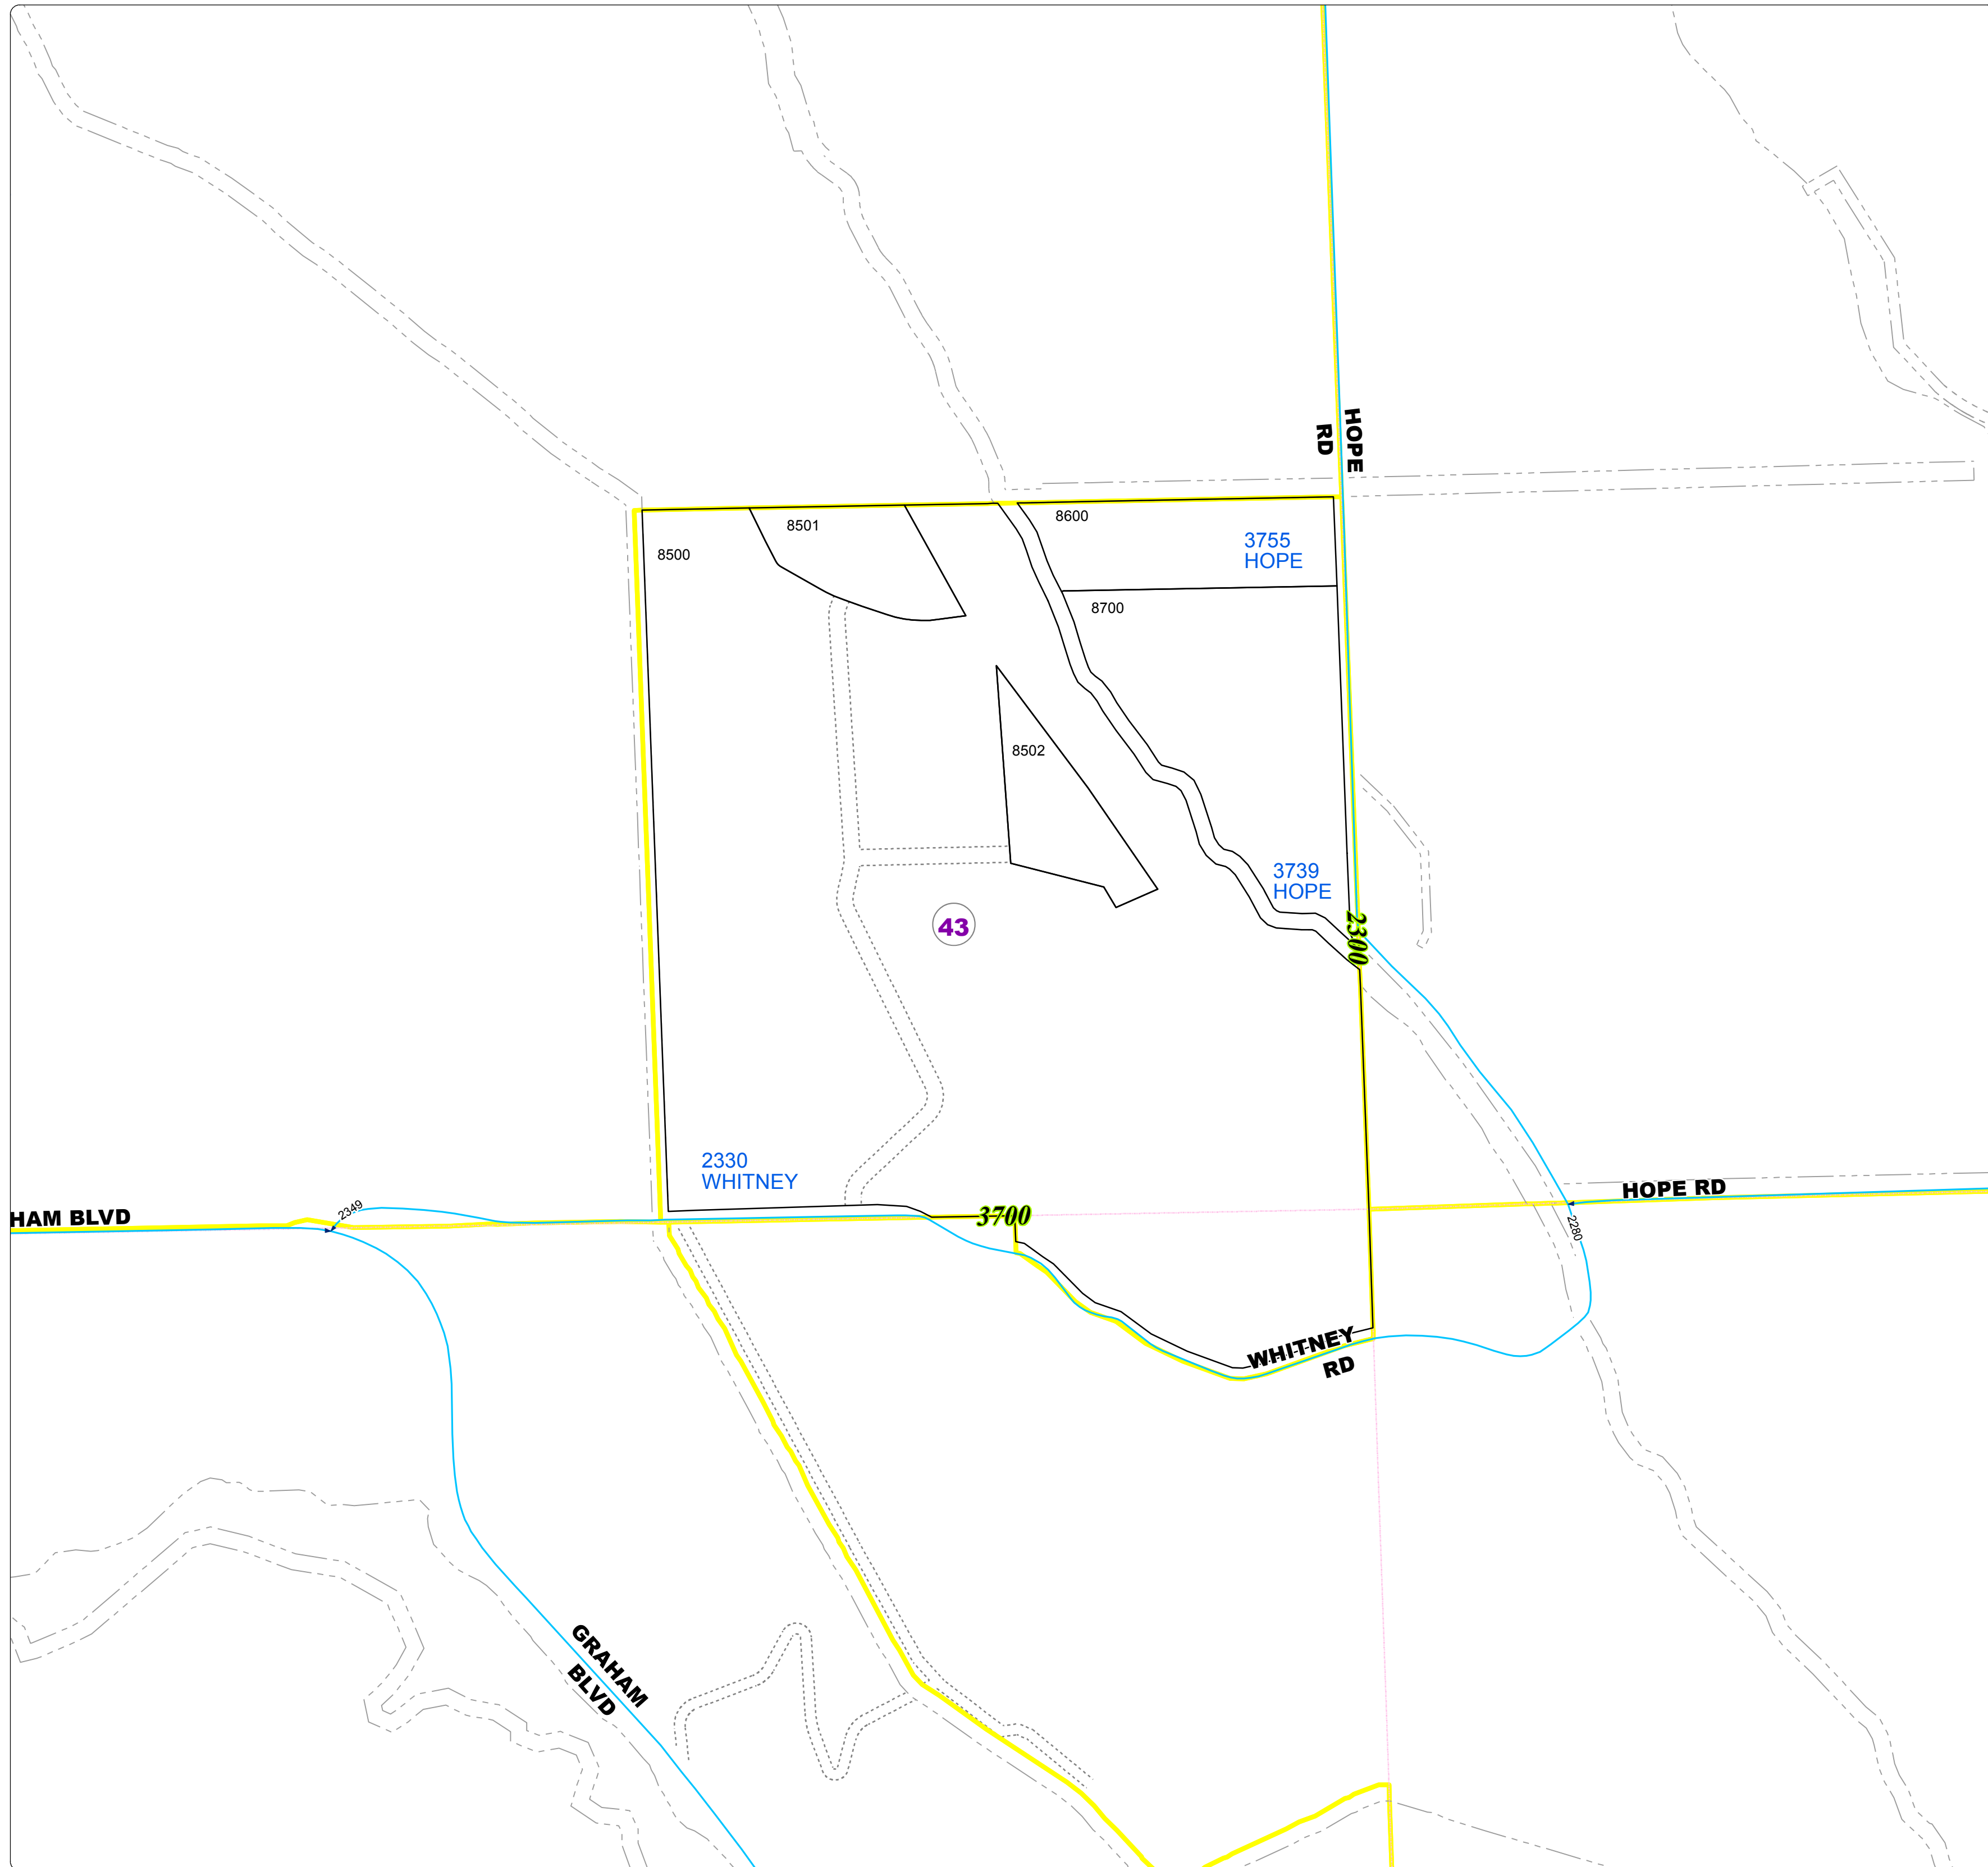 HOPE
RD
8600
8501
8500
3755
HOPE
8700
8502
3739
HOPE
2300
43
2330
WHITNEY
HOPE RD
2349
HAM BLVD
3700
2280
WHITNEY
RD
GRAHAM
BLVD